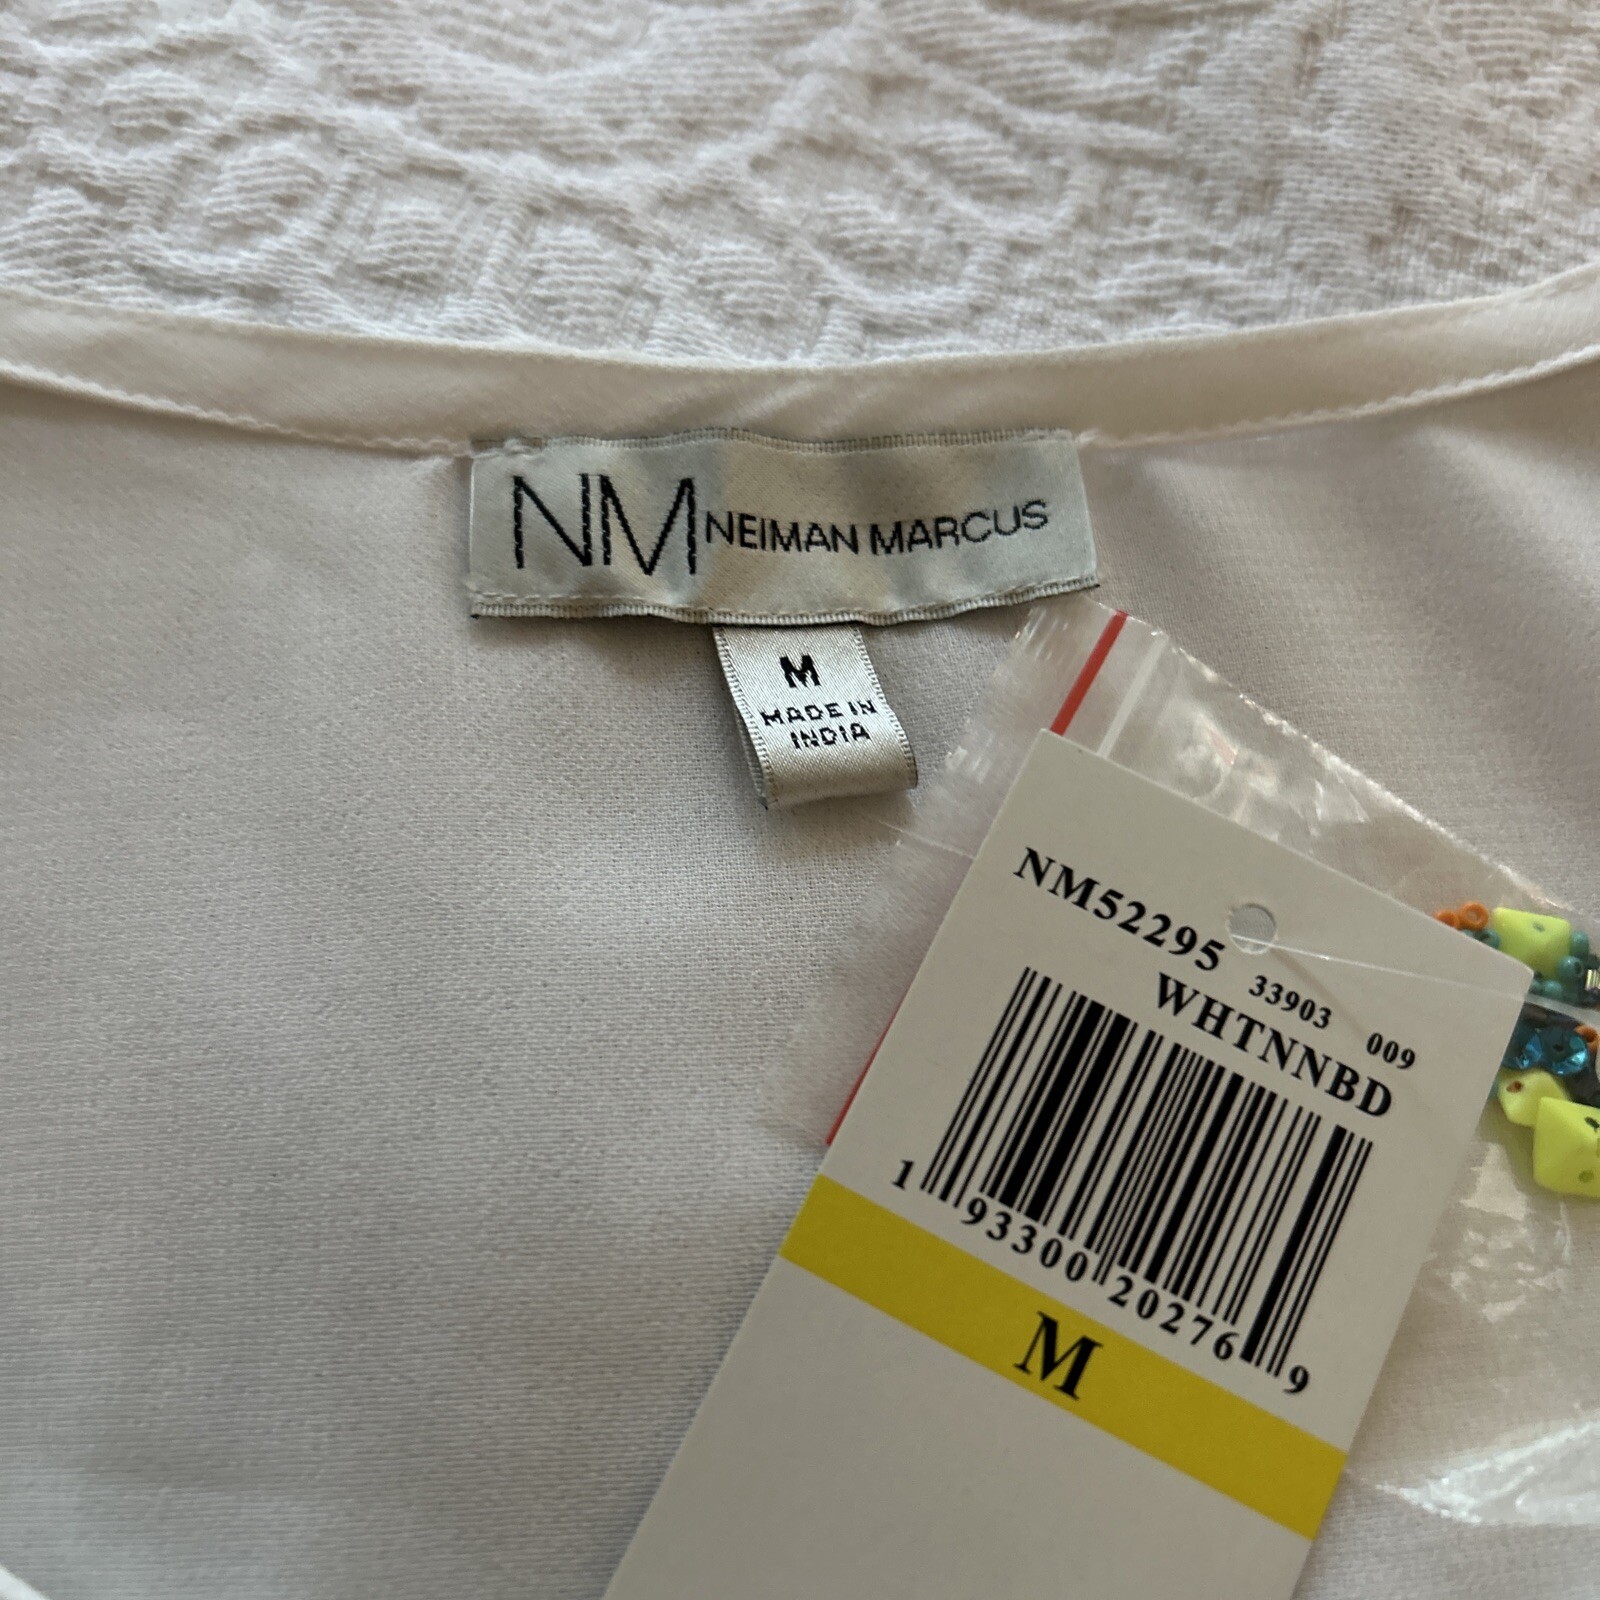 NM NEIMAN MARCUS
M
MADE IN
INDIA
NM52295 33903 009
WHTNNBD
1 93300 20276 9
M